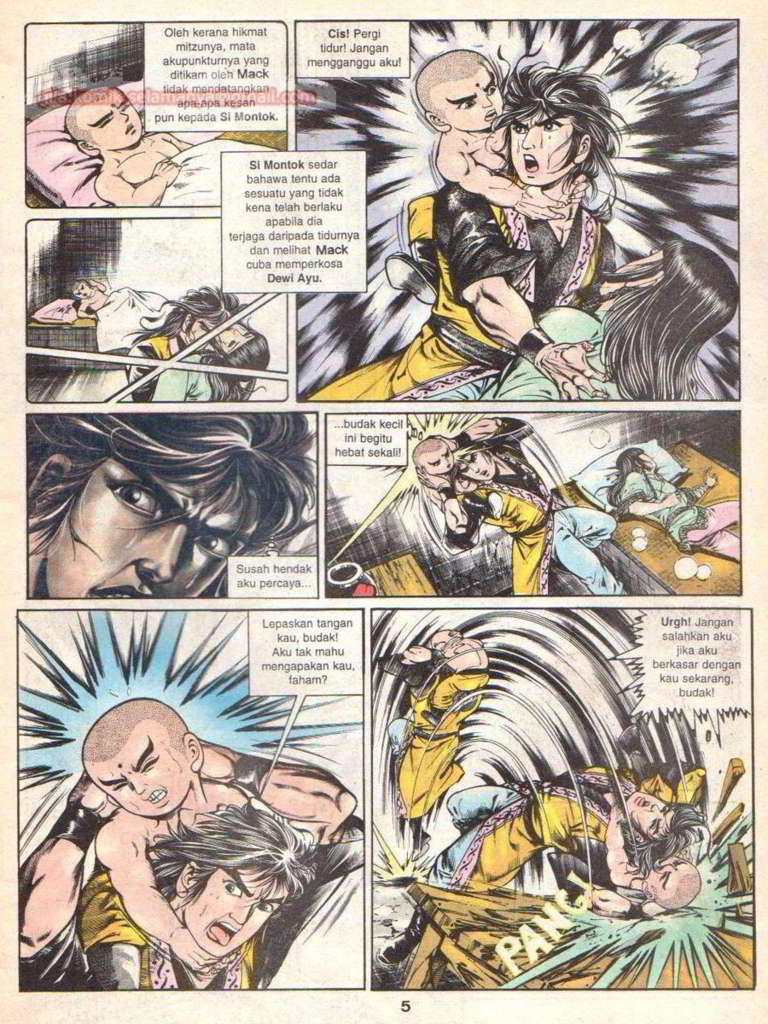 Oleh kerana hikmat
mitzunya, mata
akupunkturnya yang
ditikam oleh Mack
tidak mendatangkan
apa-apa kesan
pun kepada Si Montok.
Si Montok sedar
bahawa tentu ada
sesuatu yang tidak
kena telah berlaku
apabila dia
terjaga daripada tidurnya
dan melihat Mack
cuba memperkosa
Dewi Ayu.
Cis! Pergi
tidur! Jangan
mengganggu aku!
Susah hendak
aku percaya...
...budak kecil
ini begitu
hebat sekali!
Lepaskan tangan
kau, budak!
Aku tak mahu
mengapakan kau,
faham?
Urgh! Jangan
salahkan aku
jika aku
berkasar dengan
kau sekarang,
budak!
PANG!
5